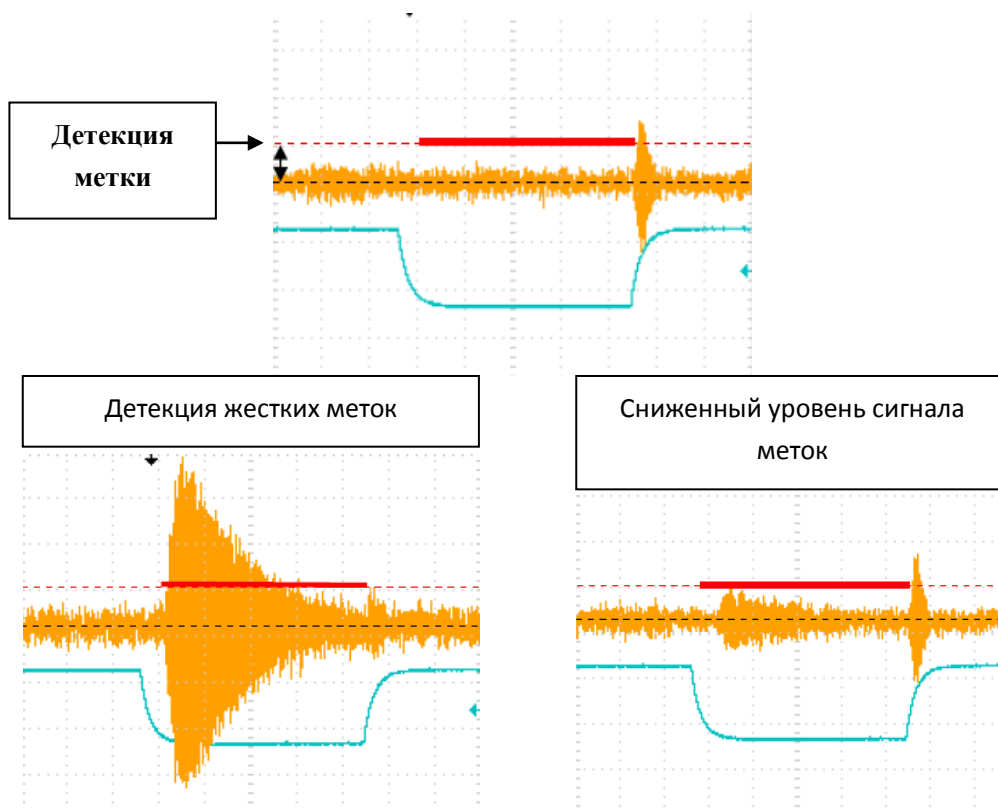 Детекция
метки
Детекция жестких меток
Сниженный уровень сигнала
меток